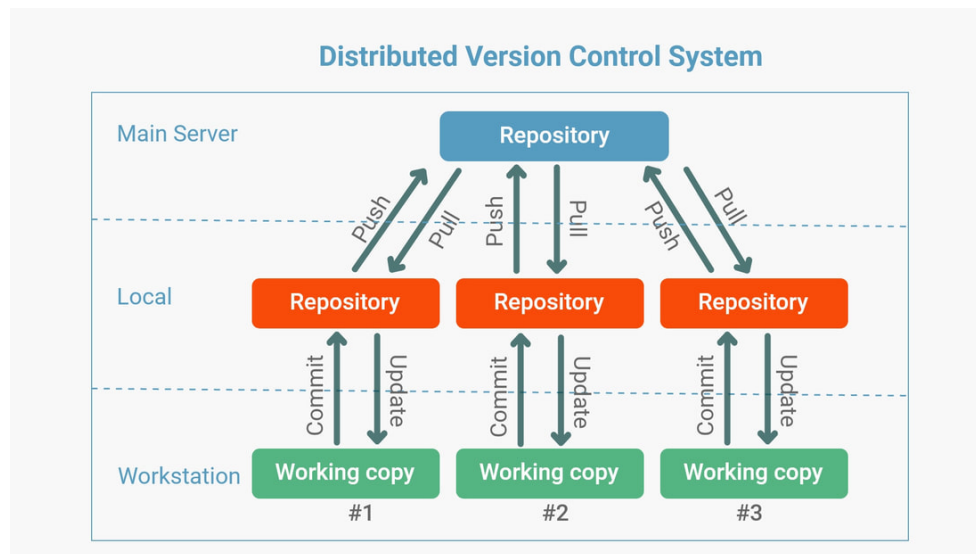 Distributed Version Control System
Main Server
Repository
Push
Pull
Push
Pull
Push
Pull
Local
Repository
Repository
Repository
Commit
Update
Commit
Update
Commit
Update
Workstation
Working copy
Working copy
Working copy
#1
#2
#3